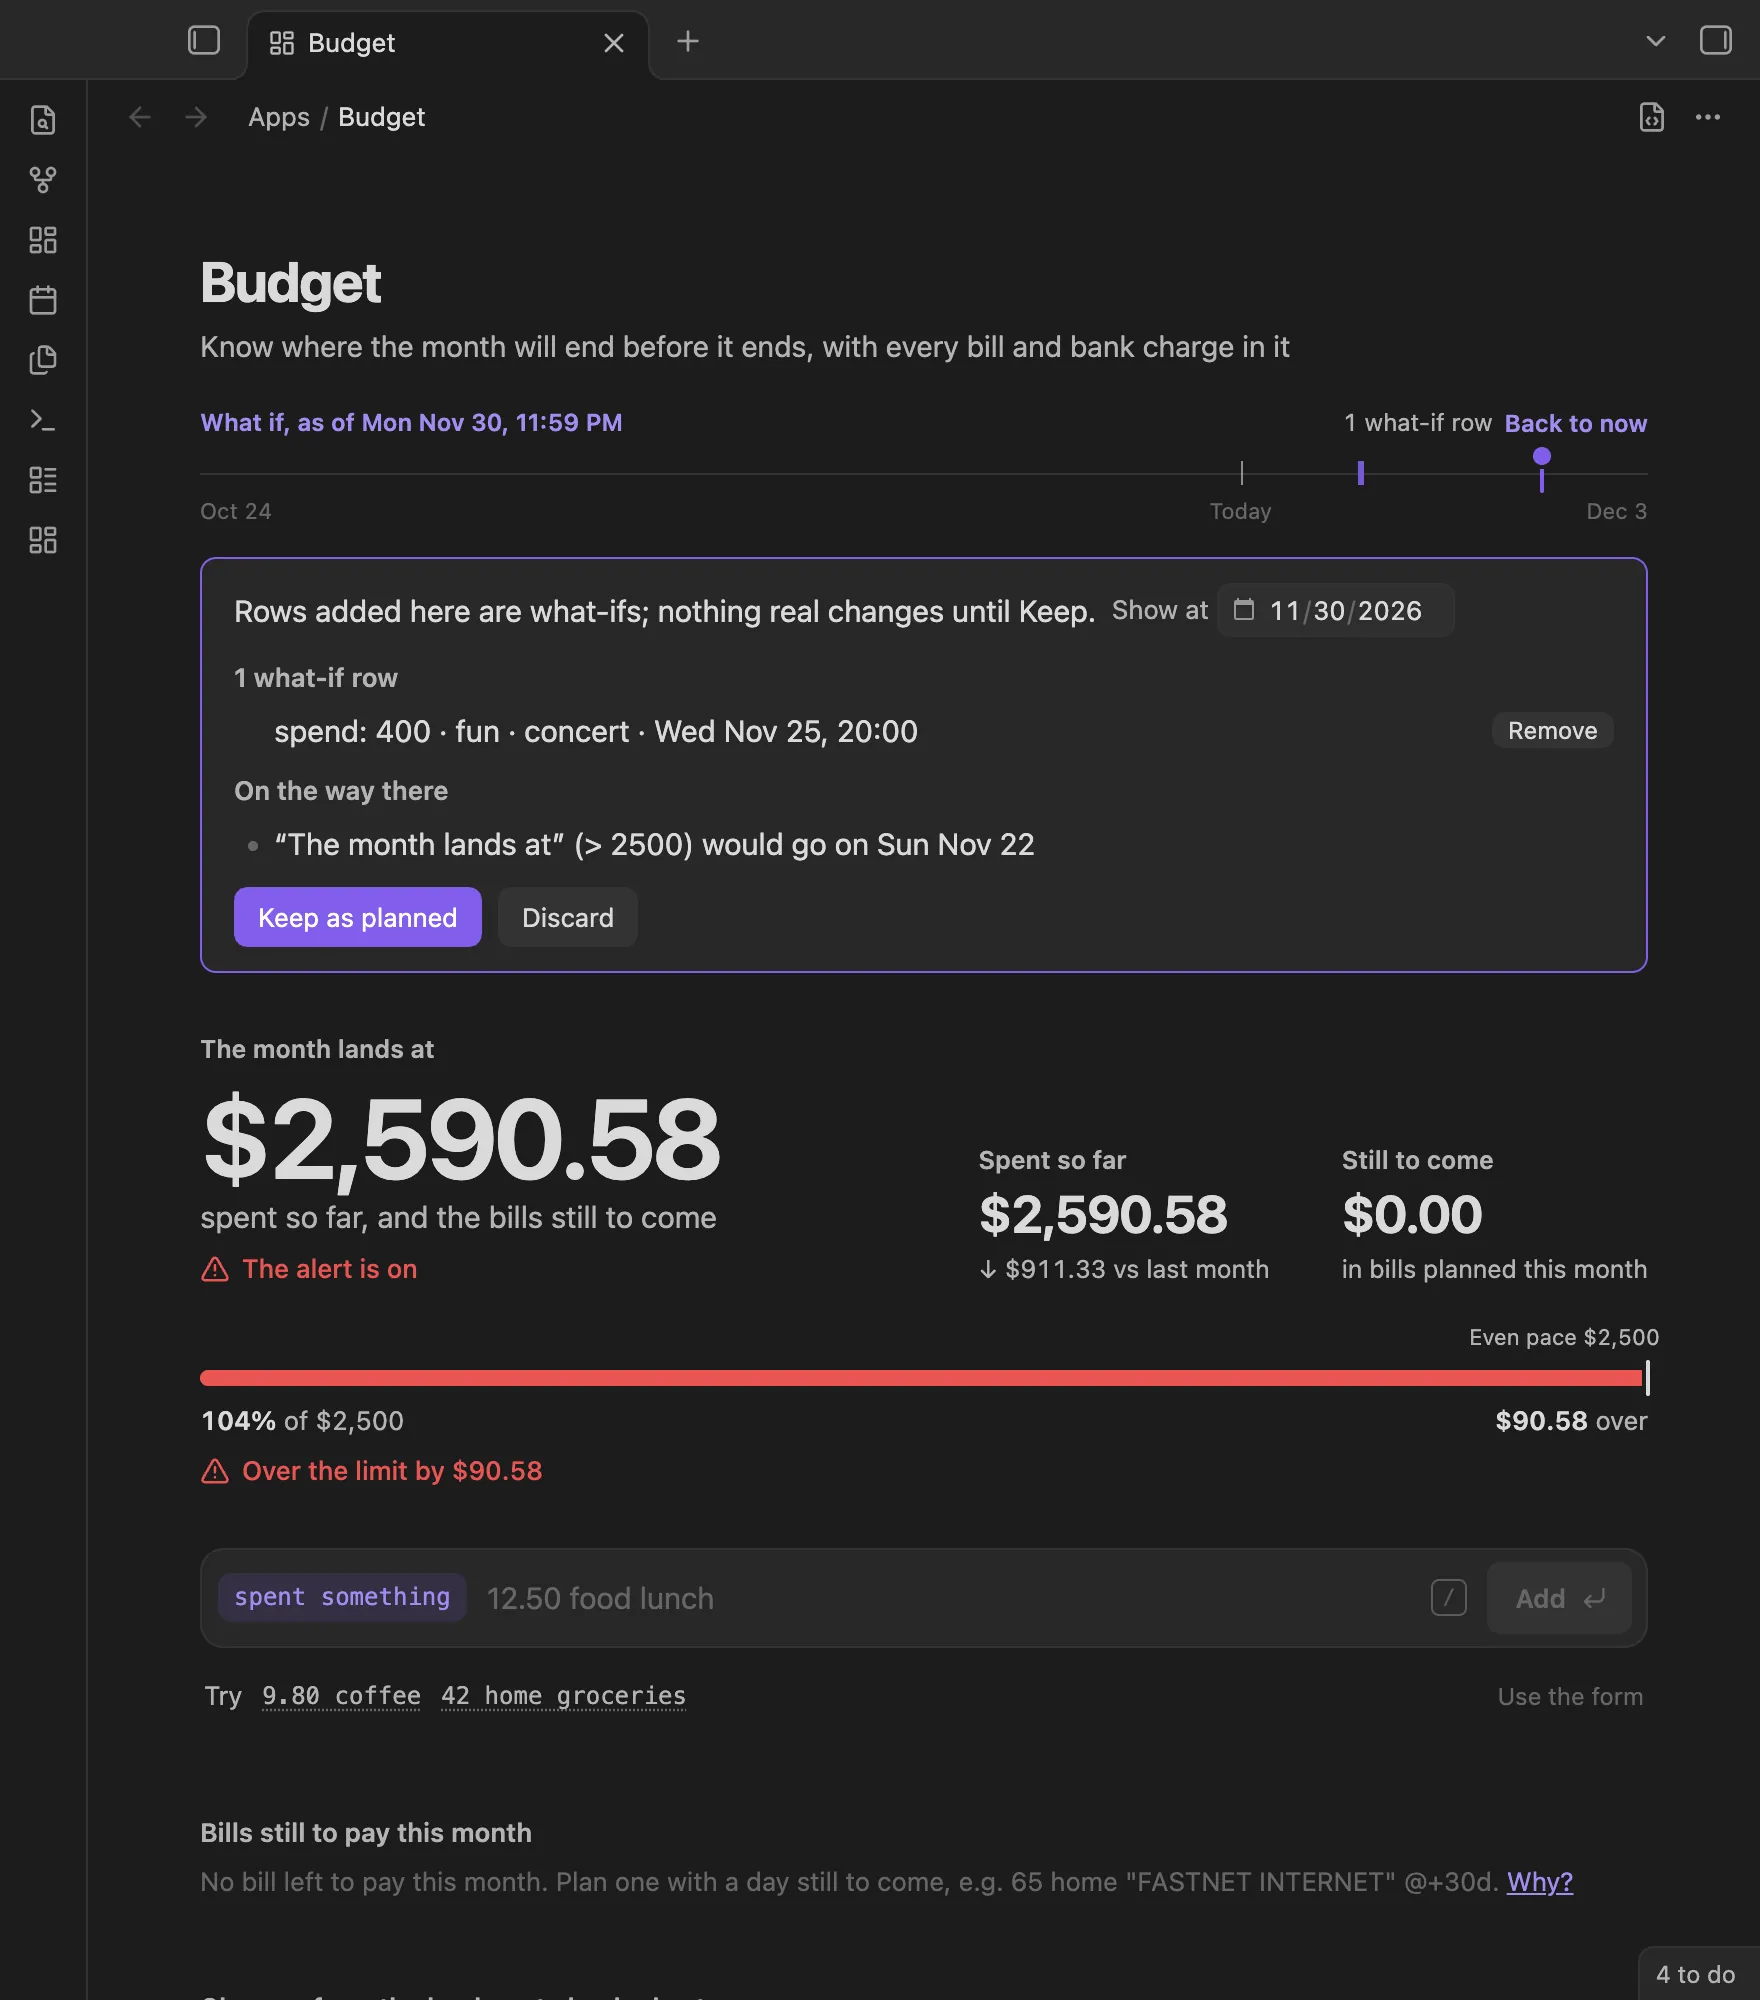 Budget
Apps / Budget
Budget
Know where the month will end before it ends, with every bill and bank charge in it
What if, as of Mon Nov 30, 11:59 PM
1 what-if row Back to now
Oct 24
Today
Dec 3
Rows added here are what-ifs; nothing real changes until Keep. Show at 11/30/2026
1 what-if row
spend: 400 · fun · concert · Wed Nov 25, 20:00
Remove
On the way there
• “The month lands at” (> 2500) would go on Sun Nov 22
Keep as planned
Discard
The month lands at
$2,590.58
spent so far, and the bills still to come
The alert is on
Spent so far
$2,590.58
↓ $911.33 vs last month
Still to come
$0.00
in bills planned this month
Even pace $2,500
104% of $2,500
$90.58 over
Over the limit by $90.58
spent something 12.50 food lunch
/
Add
Try 9.80 coffee 42 home groceries
Use the form
Bills still to pay this month
No bill left to pay this month. Plan one with a day still to come, e.g. 65 home "FASTNET INTERNET" @+30d. Why?
4 to do